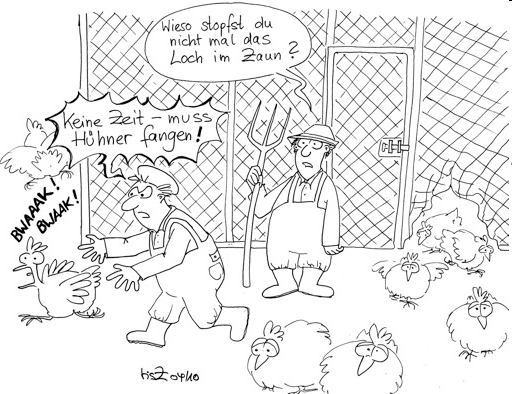 Wieso stopfst du
nicht mal das
Loch im Zaun?
Keine Zeit – muss
Hühner fangen!
BWAAAK!
BWAAK!